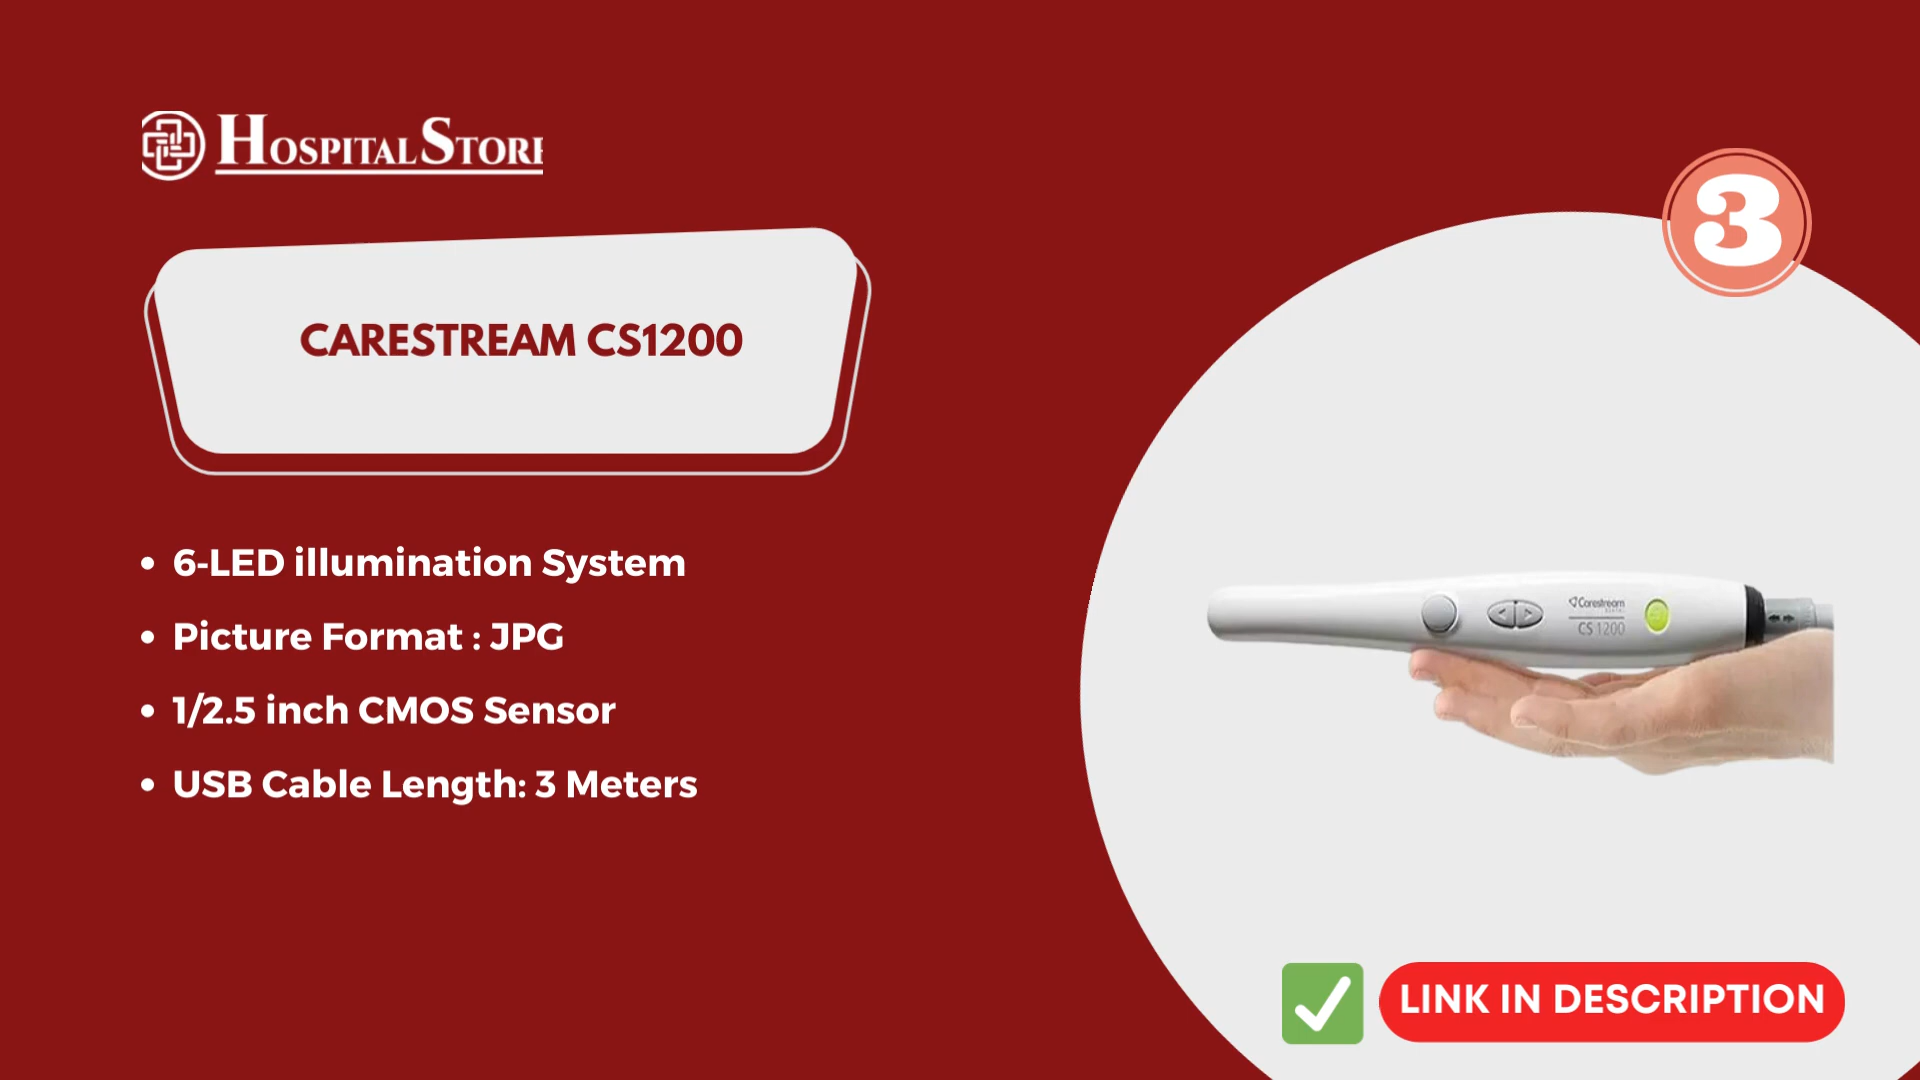 HOSPITAL STORE
3
CARESTREAM CS1200
• 6-LED illumination System
• Picture Format : JPG
• 1/2.5 inch CMOS Sensor
• USB Cable Length: 3 Meters
Carestream
CS 1200
LINK IN DESCRIPTION